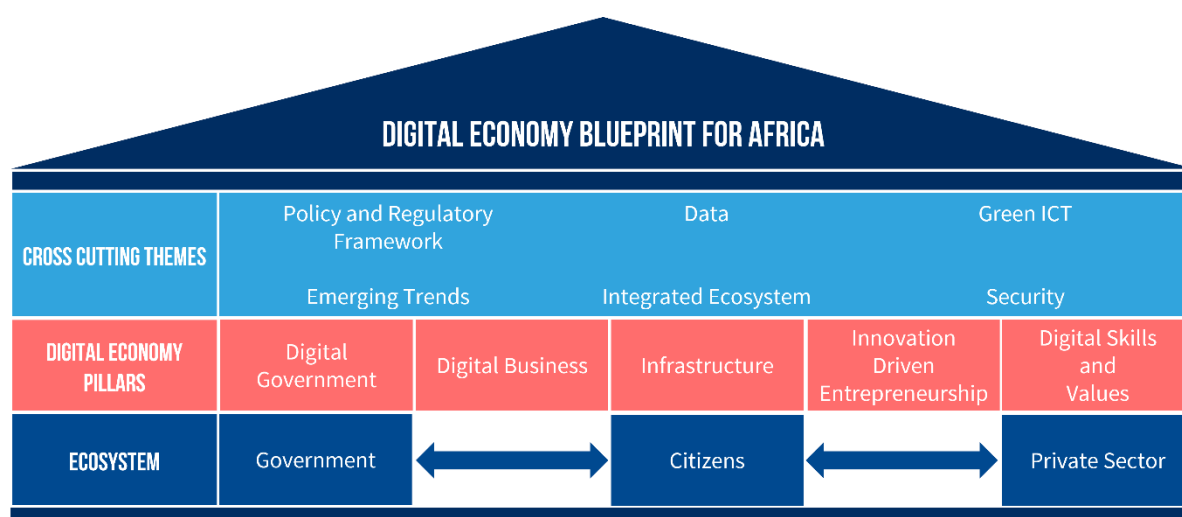 DIGITAL ECONOMY BLUEPRINT FOR AFRICA
CROSS CUTTING THEMES
Policy and Regulatory
Framework
Data
Green ICT
Emerging Trends
Integrated Ecosystem
Security
DIGITAL ECONOMY
PILLARS
Digital
Government
Digital Business
Infrastructure
Innovation
Driven
Entrepreneurship
Digital Skills
and
Values
ECOSYSTEM
Government
Citizens
Private Sector